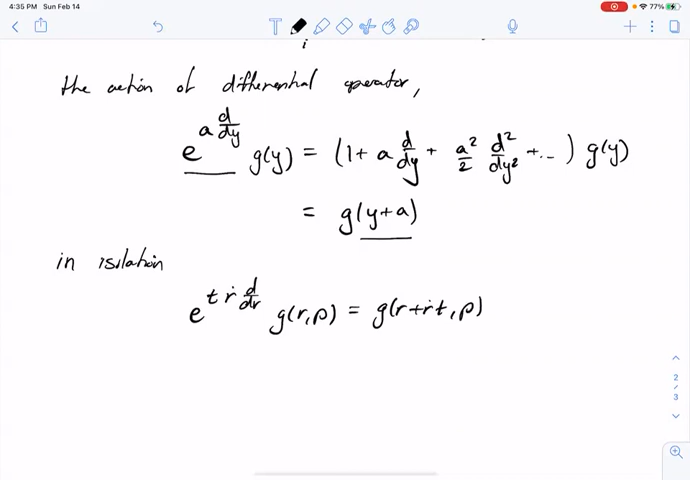 4:35 PM Sun Feb 14
77%
i
the action of differential operator,
e^{a d/dy} g(y) = (1 + a d/dy + a²/2 d²/dy² + ... ) g(y)
= g(y+a)
in isolation
e^{t ṙ d/dr} g(r,p) = g(r+ṙt, p)
2
/
3